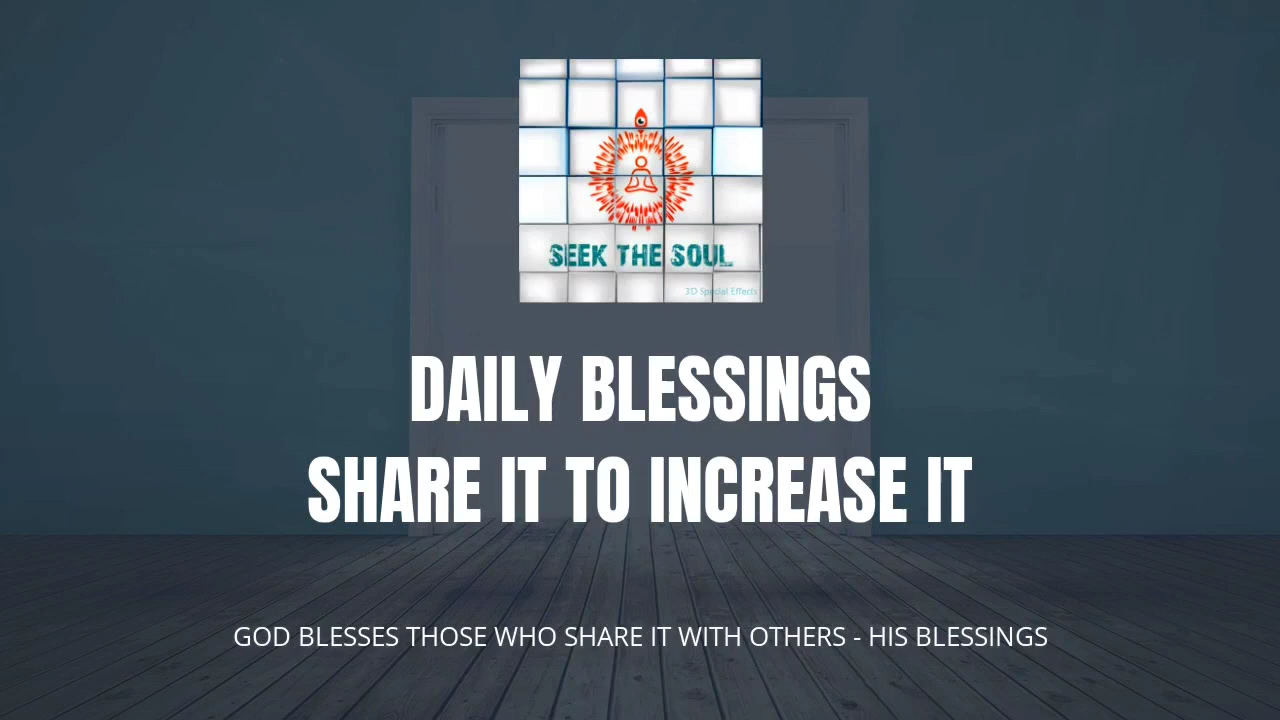 SEEK THE SOUL
3D Special Effects
DAILY BLESSINGS
SHARE IT TO INCREASE IT
GOD BLESSES THOSE WHO SHARE IT WITH OTHERS - HIS BLESSINGS